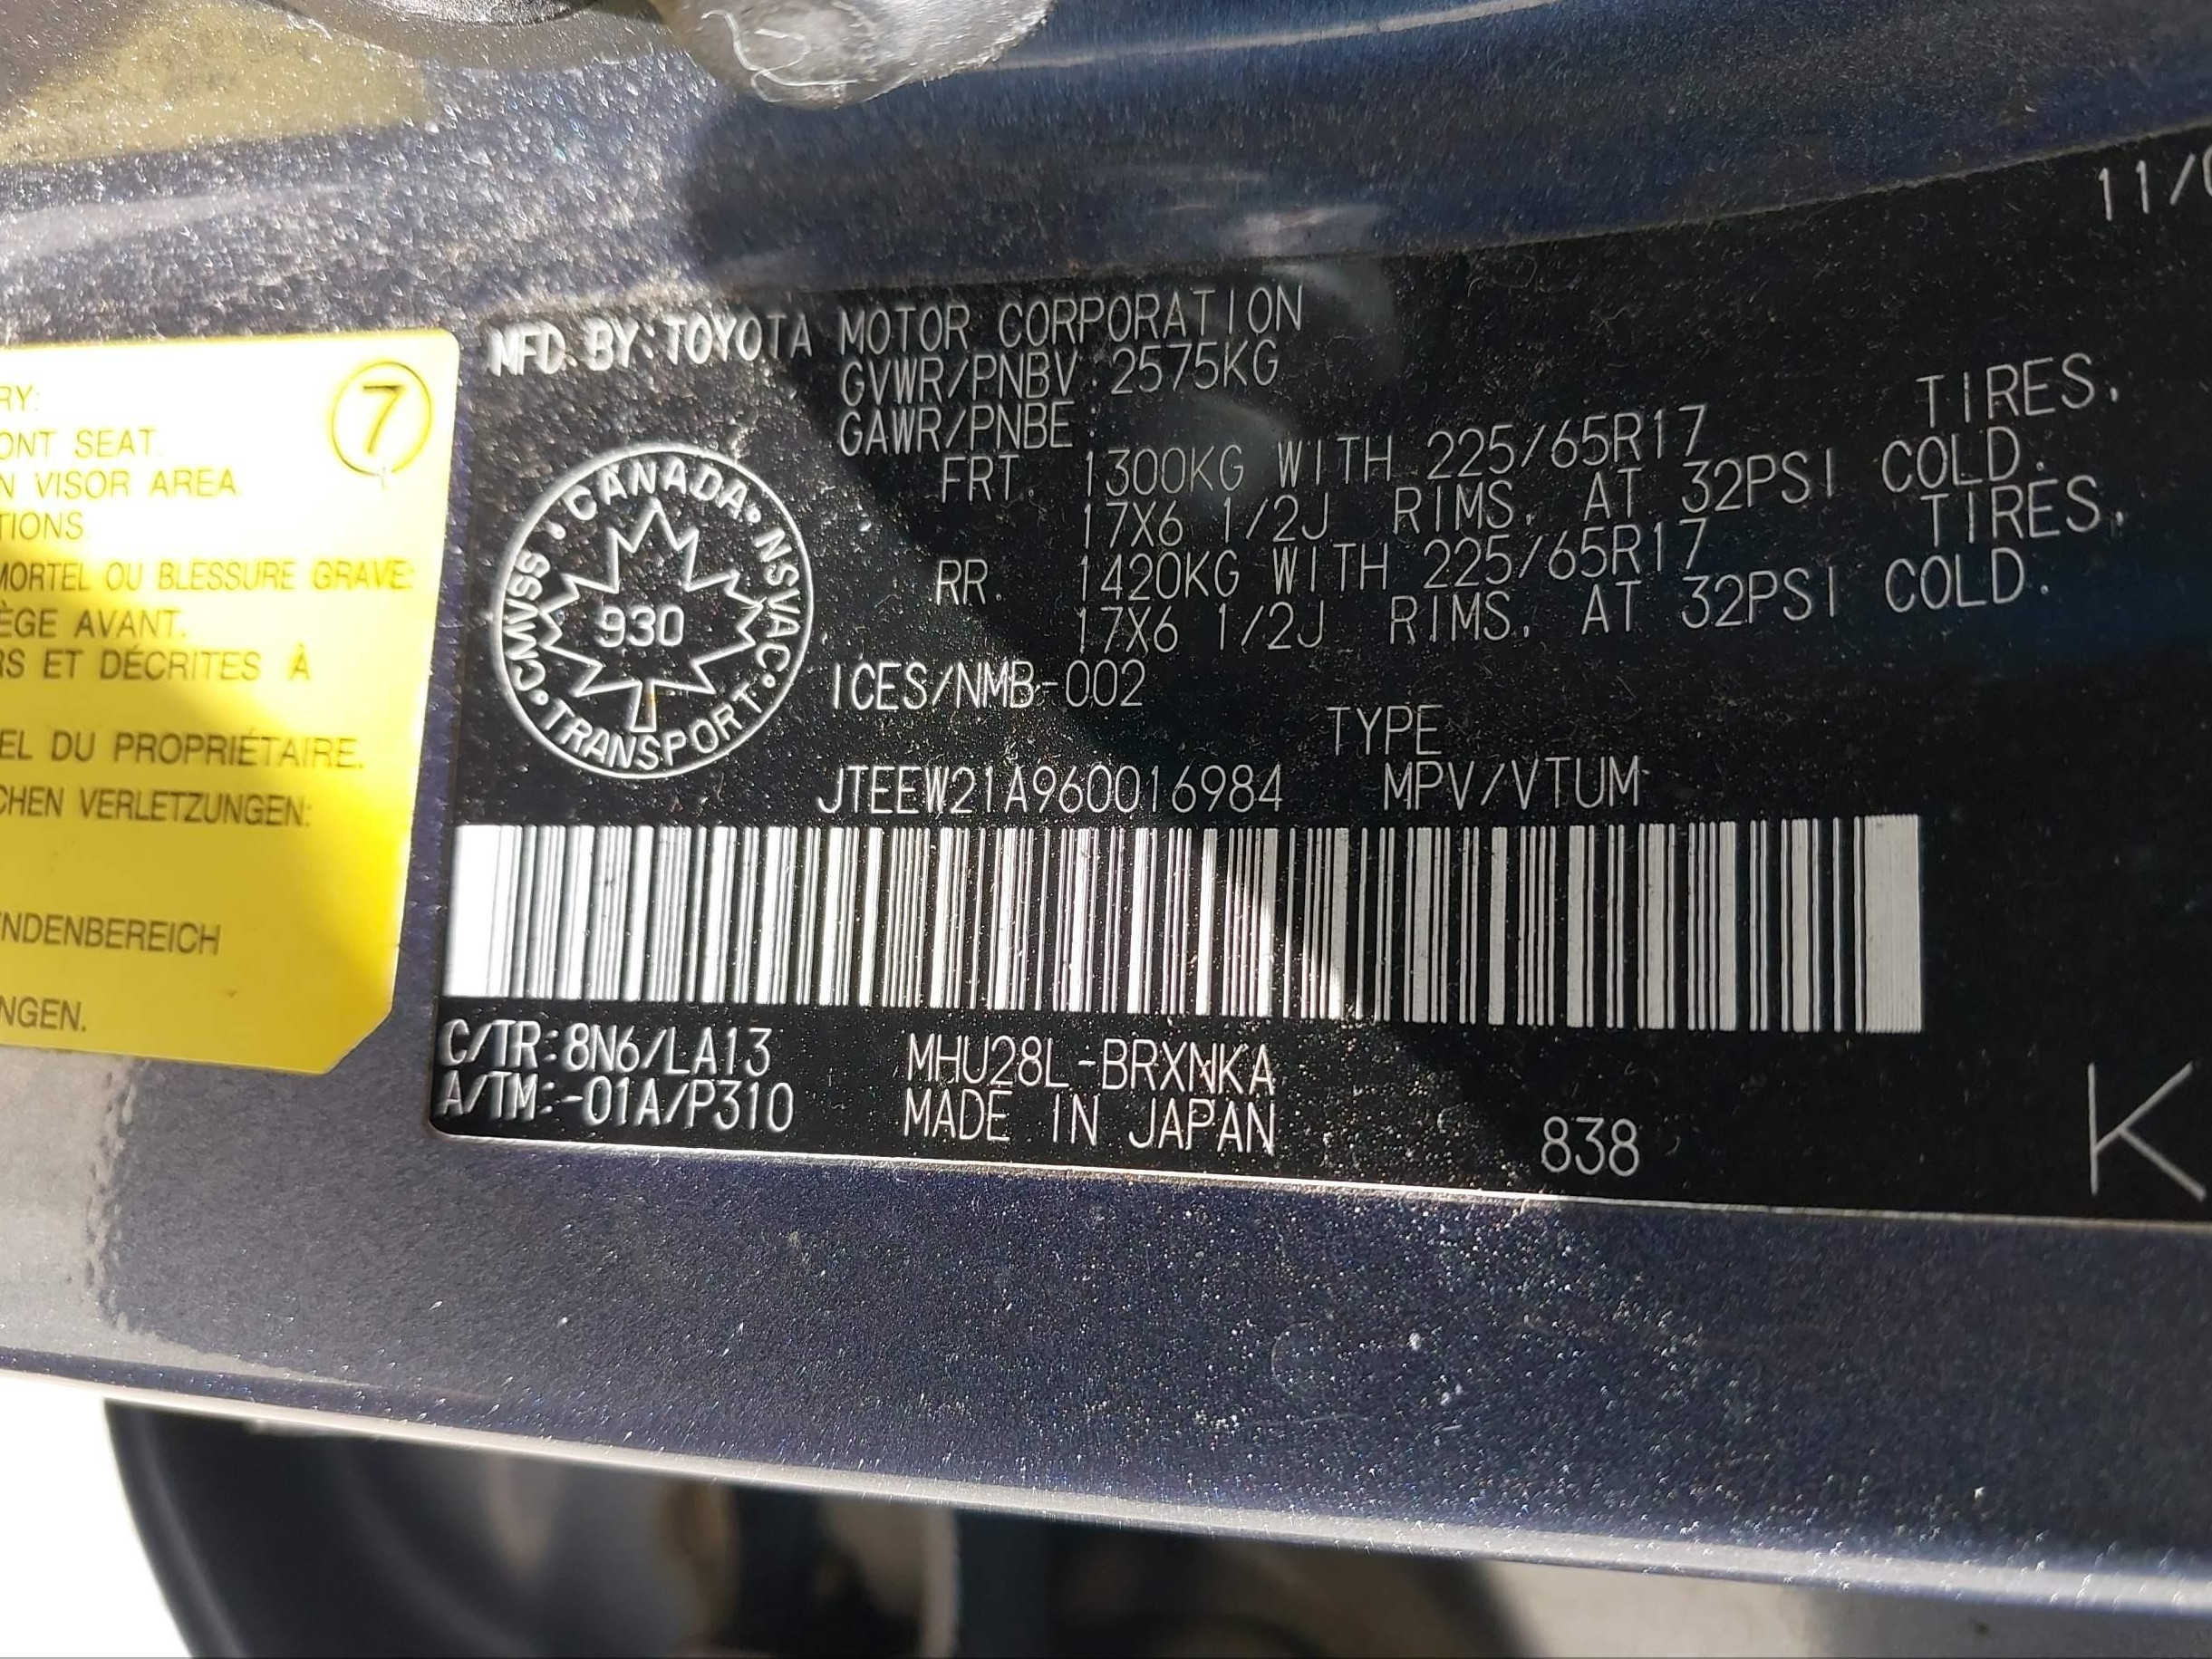 RY:
7
ONT SEAT.
N VISOR AREA
TIONS
MORTEL OU BLESSURE GRAVE:
ÈGE AVANT.
RS ET DÉCRITES À
EL DU PROPRIÉTAIRE.
CHEN VERLETZUNGEN:
NDENBEREICH
NGEN.
11/0
MFD. BY: TOYOTA MOTOR CORPORATION
GVWR/PNBV : 2575KG
GAWR/PNBE :
FRT. 1300KG WITH 225/65R17 TIRES,
17X6 1/2J RIMS, AT 32PSI COLD.
RR. 1420KG WITH 225/65R17 TIRES,
17X6 1/2J RIMS, AT 32PSI COLD.
CANADA • NSVAC • TRANSPORT • CMVSS
930
ICES/NMB-002
TYPE
JTEEW21A960016984 MPV/VTUM
C/TR: 8N6/LA13 MHU28L-BRXNKA
A/TM: -01A/P310 MADE IN JAPAN
838
K